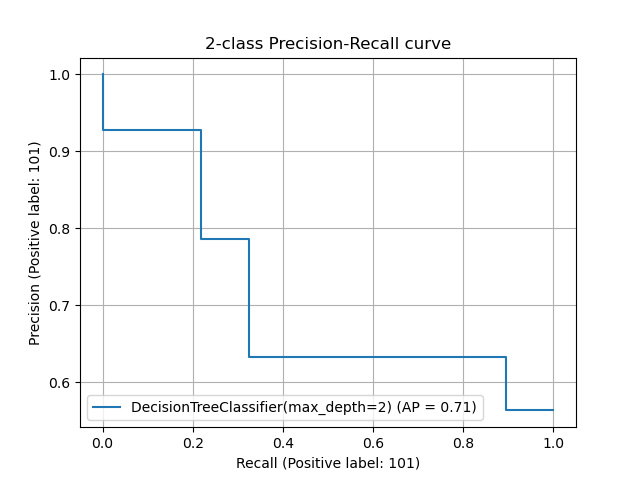 2-class Precision-Recall curve
Precision (Positive label: 101)
1.0
0.9
0.8
0.7
0.6
DecisionTreeClassifier(max_depth=2) (AP = 0.71)
0.0 0.2 0.4 0.6 0.8 1.0
Recall (Positive label: 101)